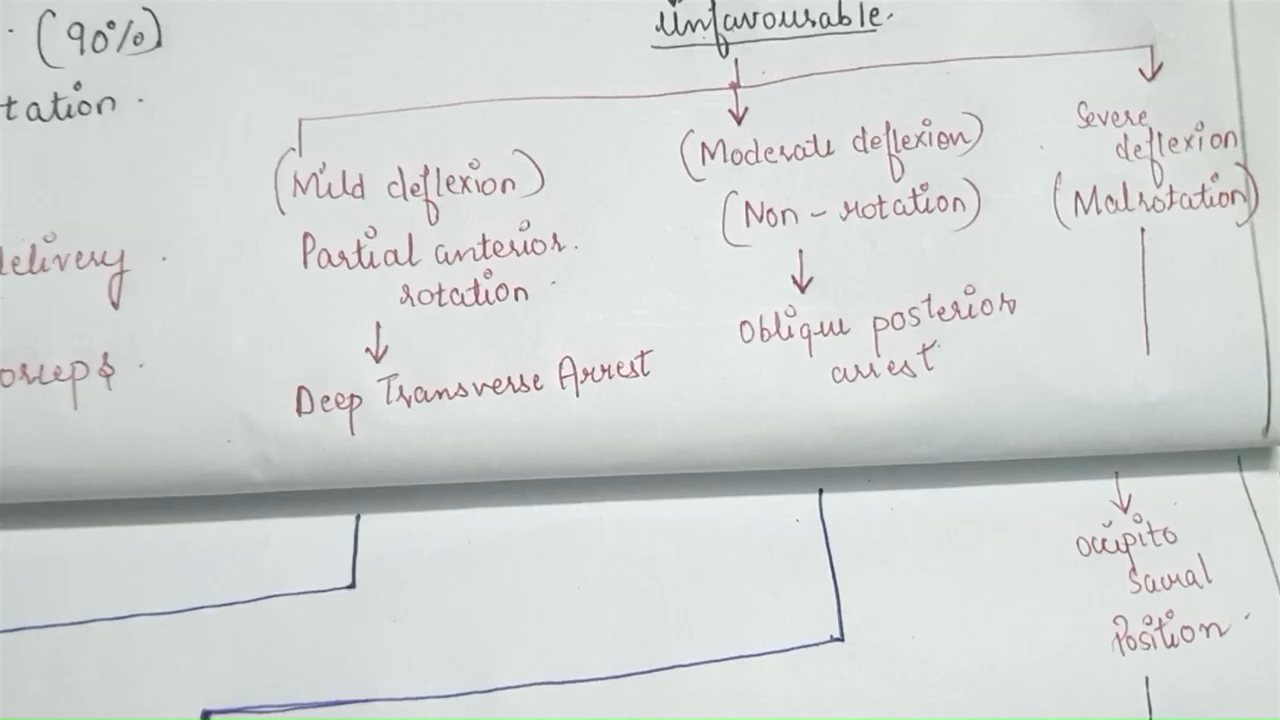 . (90%)
tation.
delivery.
orceps.
Unfavourable.
(Mild deflexion)
Partial anterior.
rotation
↓
Deep Transverse Arrest
(Moderate deflexion)
(Non - rotation)
↓
Oblique posterior
arrest
Severe
deflexion
(Malrotation)
↓
Occipito
Sacral
Position.